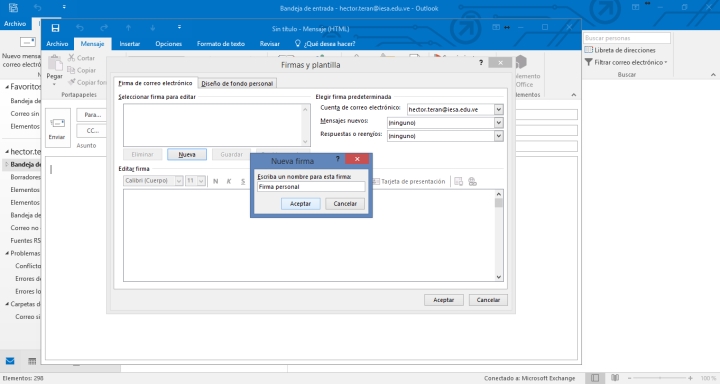 Bandeja de entrada - hector.teran@iesa.edu.ve - Outlook
Archivo
Sin título - Mensaje (HTML)
Archivo Mensaje Insertar Opciones Formato de texto Revisar ¿Qué desea hacer?
Buscar personas
Libreta de direcciones
Filtrar correo electrónico
Buscar
Nuevo mensa
correo electró
Pegar
Cortar
Copiar
Copiar for
Portapapeles
Firmas y plantilla
Firma de correo electrónico Diseño de fondo personal
Seleccionar firma para editar
Elegir firma predeterminada
Cuenta de correo electrónico: hector.teran@iesa.edu.ve
Mensajes nuevos: (ninguno)
Respuestas o reenvíos: (ninguno)
Eliminar Nueva Guardar
Editar firma
Calibri (Cuerpo) 11 N K S
Tarjeta de presentación
Nueva firma
Escriba un nombre para esta firma:
Firma personal
Aceptar Cancelar
Aceptar Cancelar
lemento
Office
lementos
Enviar
Para...
CC...
Asunto
Favoritos
Bandeja de
Correo sin
Elementos
hector.te
Bandeja de
Borradores
Elementos
Elementos
Bandeja de
Correo no
Fuentes RS
Problemas
Conflicto
Errores d
Errores lo
Carpetas d
Correo si
Elementos: 298
Conectado a: Microsoft Exchange
100%